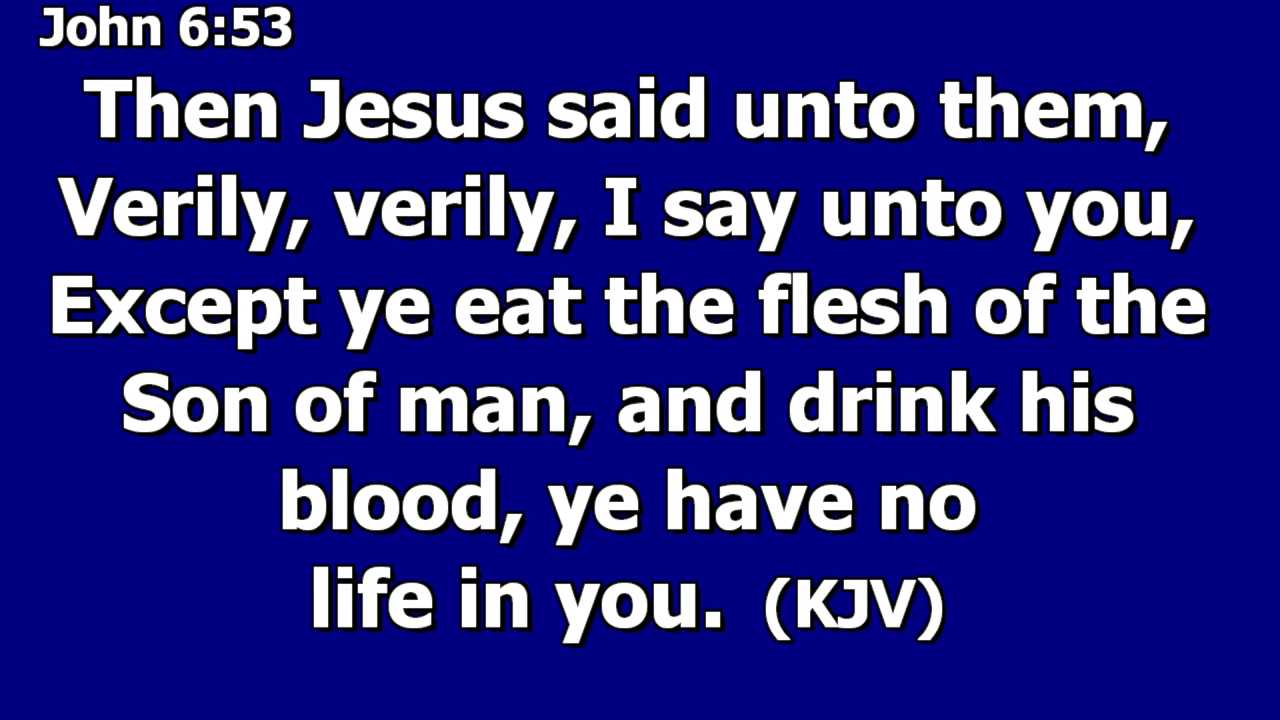 John 6:53
Then Jesus said unto them,
Verily, verily, I say unto you,
Except ye eat the flesh of the
Son of man, and drink his
blood, ye have no
life in you. (KJV)